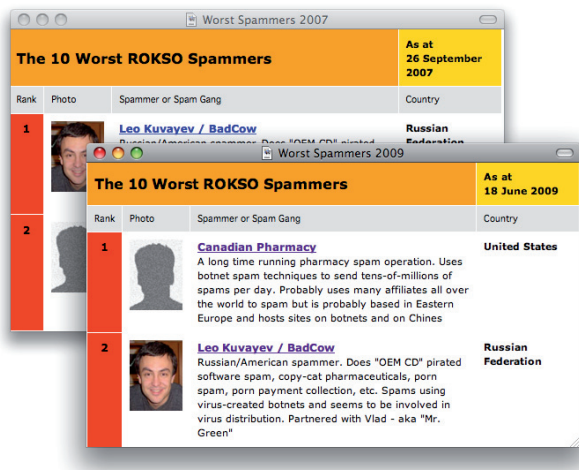 Worst Spammers 2007
The 10 Worst ROKSO Spammers
As at
26 September
2007
Rank Photo Spammer or Spam Gang Country
1
Leo Kuvayev / BadCow
Russian/American spammer. Does "OEM CD" pirated
Russian
Federation
2
Worst Spammers 2009
The 10 Worst ROKSO Spammers
As at
18 June 2009
Rank Photo Spammer or Spam Gang Country
1
Canadian Pharmacy
United States
A long time running pharmacy spam operation. Uses
botnet spam techniques to send tens-of-millions of
spams per day. Probably uses many affiliates all over
the world to spam but is probably based in Eastern
Europe and hosts sites on botnets and on Chines
2
Leo Kuvayev / BadCow
Russian
Federation
Russian/American spammer. Does "OEM CD" pirated
software spam, copy-cat pharmaceuticals, porn
spam, porn payment collection, etc. Spams using
virus-created botnets and seems to be involved in
virus distribution. Partnered with Vlad - aka "Mr.
Green"